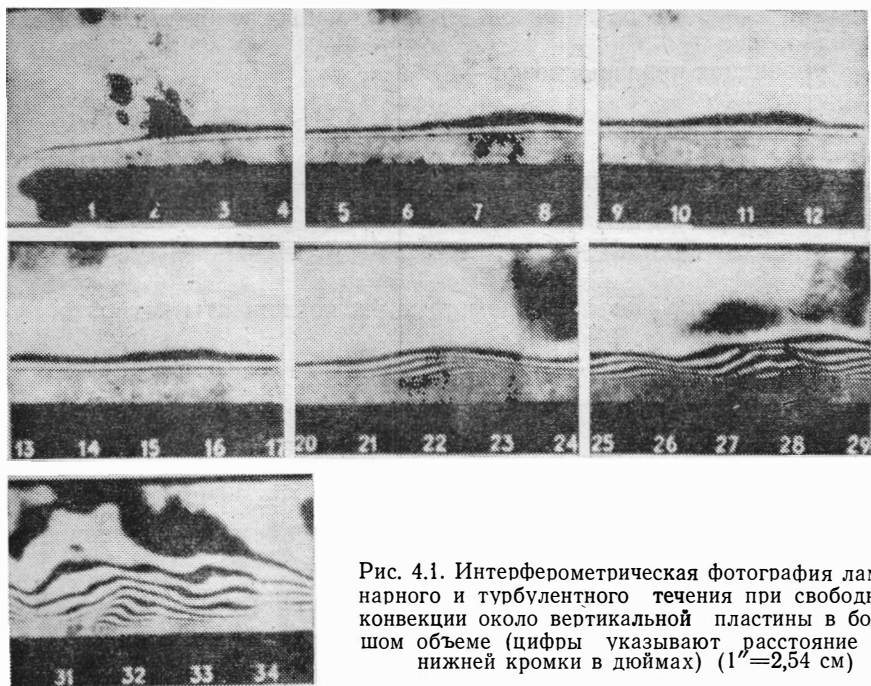 1 2 3 4
5 6 7 8
9 10 11 12
13 14 15 16 17
20 21 22 23 24
25 26 27 28 29
31 32 33 34
Рис. 4.1. Интерферометрическая фотография лам
нарного и турбулентного течения при свободн
конвекции около вертикальной пластины в бо
шом объеме (цифры указывают расстояние
нижней кромки в дюймах) (1″=2,54 см)